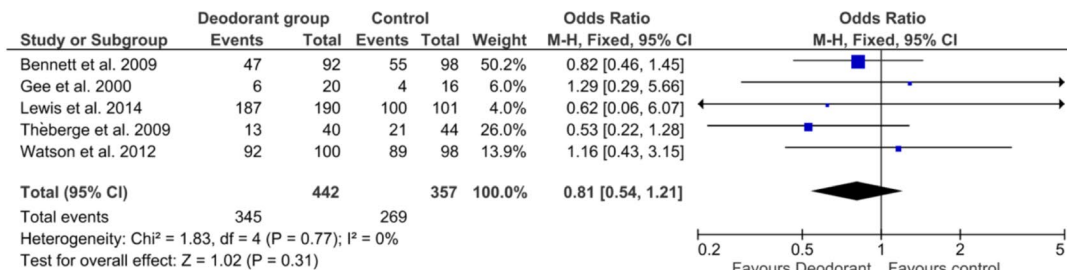 Deodorant group Control Odds Ratio Odds Ratio
Study or Subgroup Events Total Events Total Weight M-H, Fixed, 95% CI M-H, Fixed, 95% CI
Bennett et al. 2009 47 92 55 98 50.2% 0.82 [0.46, 1.45]
Gee et al. 2000 6 20 4 16 6.0% 1.29 [0.29, 5.66]
Lewis et al. 2014 187 190 100 101 4.0% 0.62 [0.06, 6.07]
Thèberge et al. 2009 13 40 21 44 26.0% 0.53 [0.22, 1.28]
Watson et al. 2012 92 100 89 98 13.9% 1.16 [0.43, 3.15]
Total (95% CI) 442 357 100.0% 0.81 [0.54, 1.21]
Total events 345 269
Heterogeneity: Chi² = 1.83, df = 4 (P = 0.77); I² = 0%
Test for overall effect: Z = 1.02 (P = 0.31)
0.2 0.5 1 2 5
Favours Deodorant Favours control